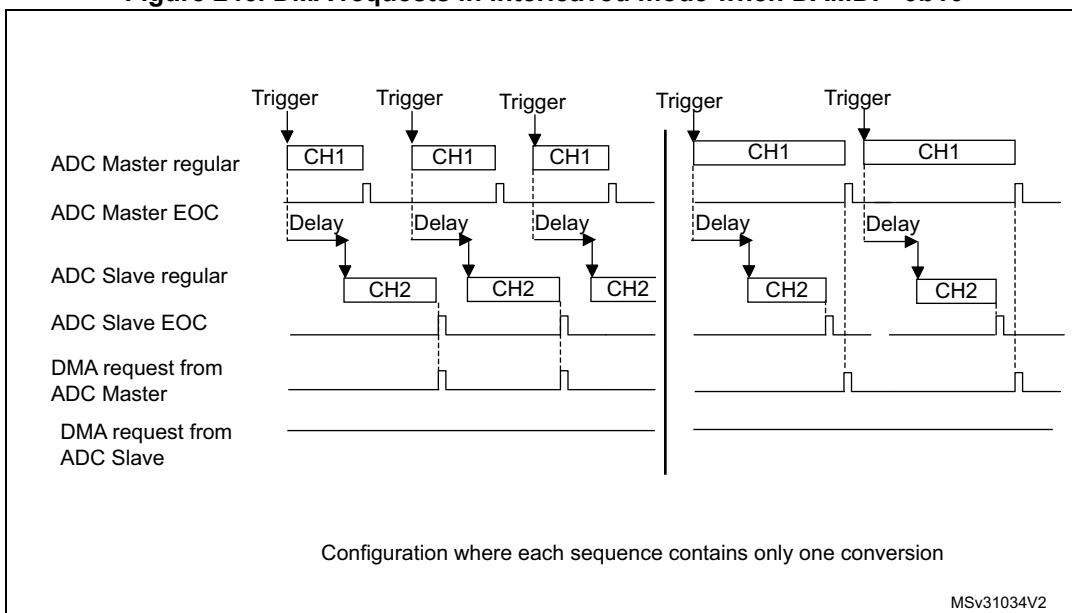 Trigger Trigger Trigger Trigger Trigger
ADC Master regular CH1 CH1 CH1 CH1 CH1
ADC Master EOC
Delay Delay Delay Delay Delay
ADC Slave regular
CH2 CH2 CH2 CH2 CH2
ADC Slave EOC
DMA request from
ADC Master
DMA request from
ADC Slave
Configuration where each sequence contains only one conversion
MSv31034V2